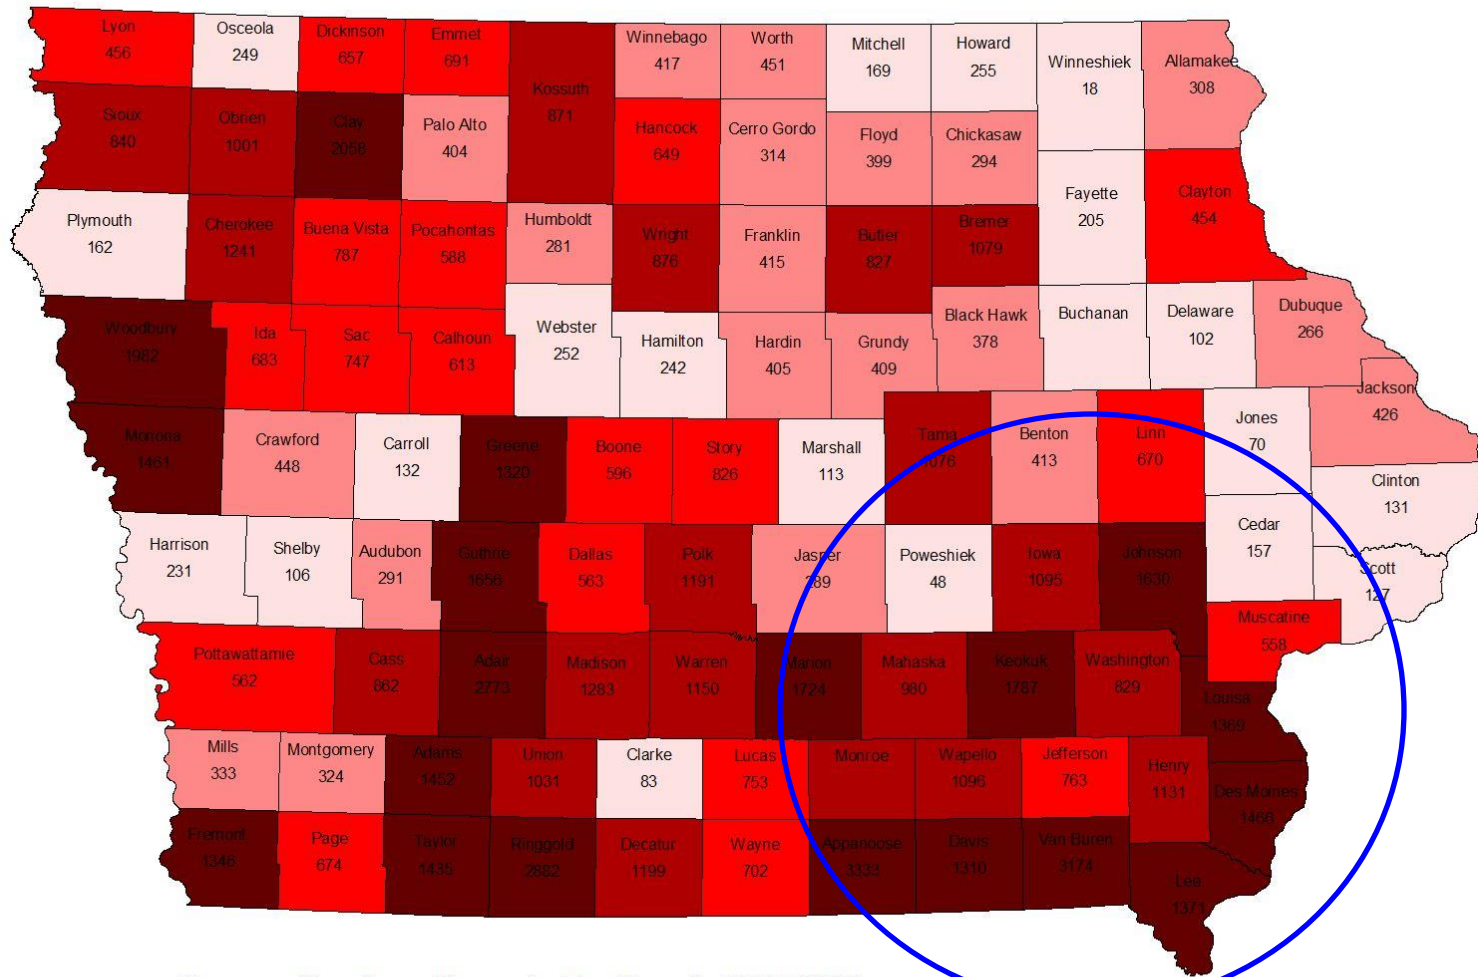 Lyon
456
Osceola
249
Dickinson
657
Emmet
691
Kossuth
871
Winnebago
417
Worth
451
Mitchell
169
Howard
255
Winneshiek
18
Allamakee
308
Sioux
840
Obrien
1001
Clay
2058
Palo Alto
404
Hancock
649
Cerro Gordo
314
Floyd
399
Chickasaw
294
Fayette
205
Clayton
454
Plymouth
162
Cherokee
1241
Buena Vista
787
Pocahontas
588
Humboldt
281
Wright
876
Franklin
415
Butler
827
Bremer
1079
Woodbury
1982
Ida
683
Sac
747
Calhoun
613
Webster
252
Hamilton
242
Hardin
405
Grundy
409
Black Hawk
378
Buchanan
Delaware
102
Dubuque
266
Monona
1461
Crawford
448
Carroll
132
Greene
1320
Boone
596
Story
826
Marshall
113
Tama
1076
Benton
413
Linn
670
Jones
70
Jackson
426
Clinton
131
Harrison
231
Shelby
106
Audubon
291
Guthrie
1656
Dallas
563
Polk
1191
Jasper
289
Poweshiek
48
Iowa
1095
Johnson
1630
Cedar
157
Scott
127
Muscatine
558
Pottawattamie
562
Cass
862
Adair
2773
Madison
1283
Warren
1150
Marion
1724
Mahaska
980
Keokuk
1787
Washington
829
Louisa
1389
Mills
333
Montgomery
324
Adams
1452
Union
1031
Clarke
83
Lucas
753
Monroe
Wapello
1096
Jefferson
763
Henry
1131
Des Moines
1466
Fremont
1346
Page
674
Taylor
1435
Ringgold
2882
Decatur
1199
Wayne
702
Appanoose
3333
Davis
1310
Van Buren
3174
Lee
1371